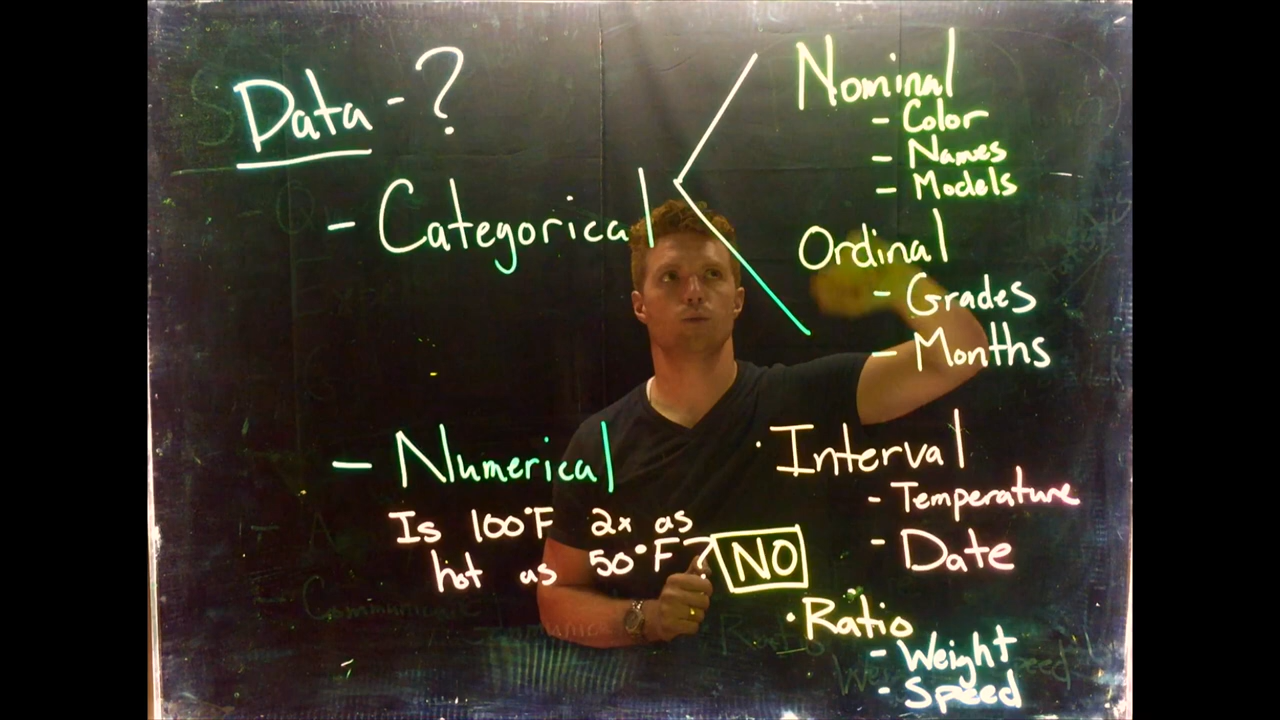 Data - ?
- Categorical
Nominal
- Color
- Names
- Models
Ordinal
- Grades
- Months
- Numerical
Is 100°F 2x as
hot as 50°F? NO
· Interval
- Temperature
- Date
· Ratio
- Weight
- Speed